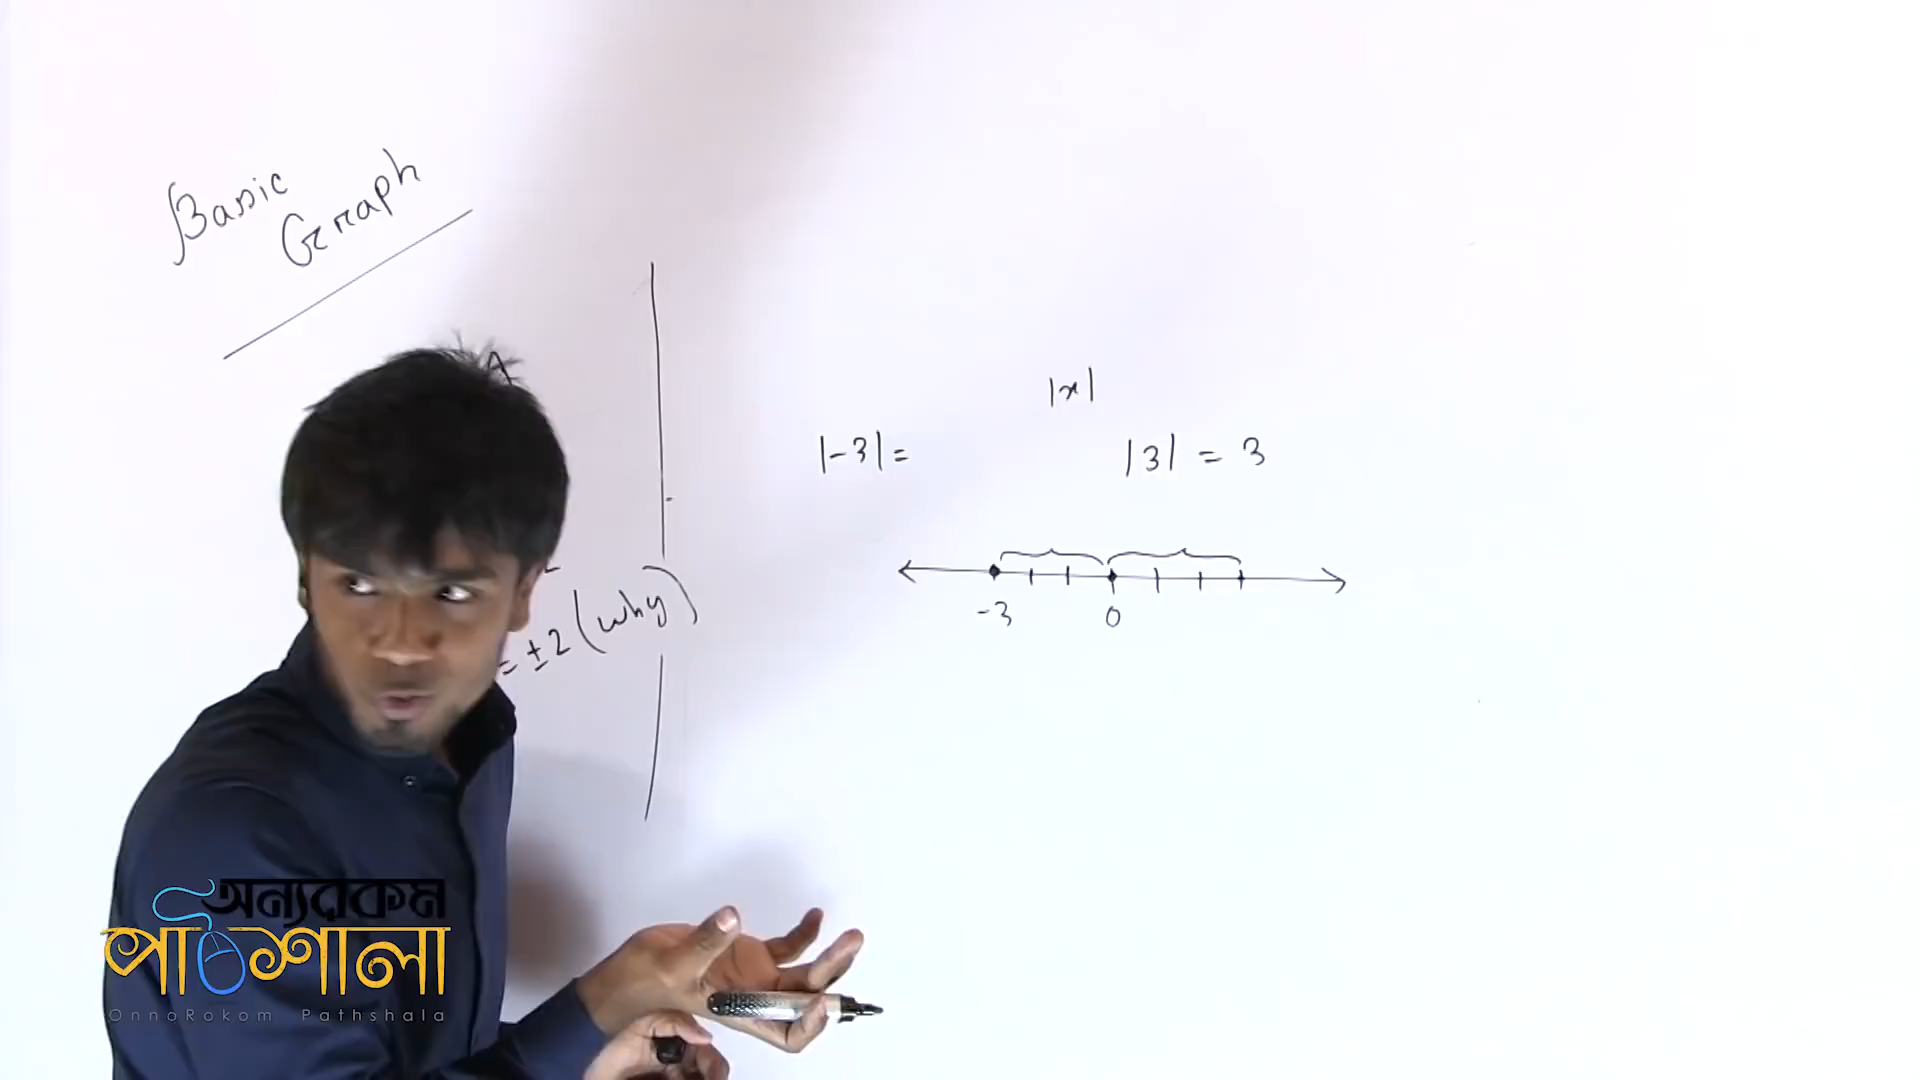 Basic
Graph
= ±2 (why)
|x|
|-3| =
|3| = 3
-3 0
অন্যরকম
পাঠশালা
OnnoRokom Pathshala